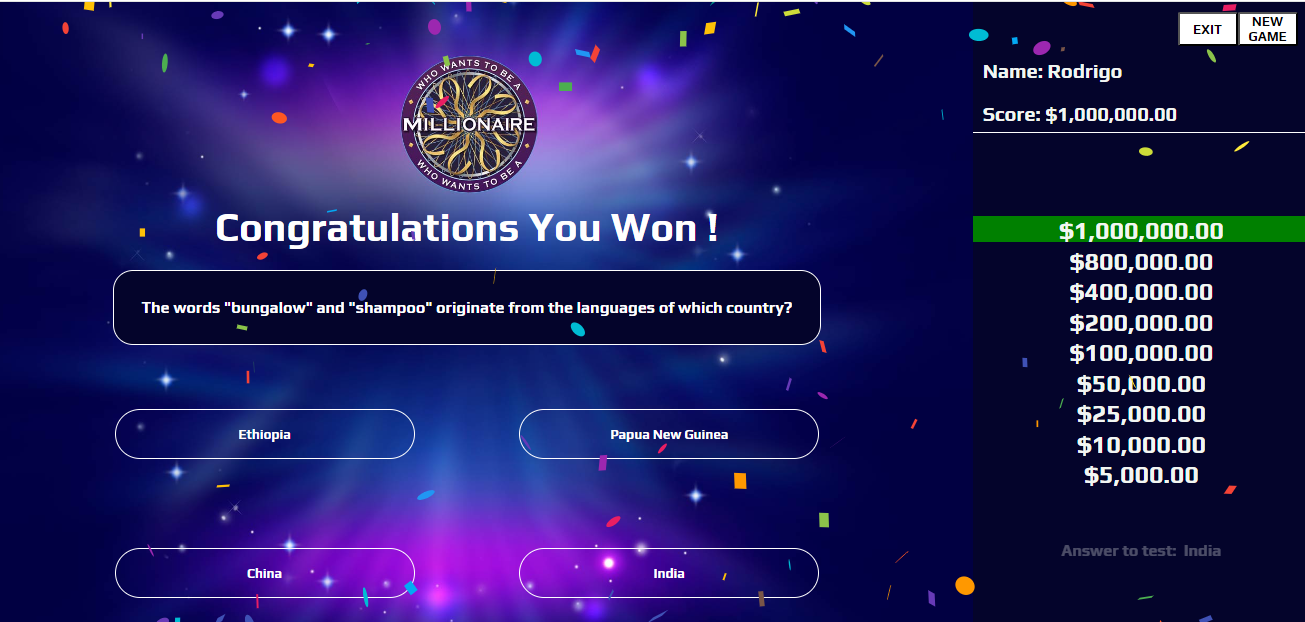 WHO WANTS TO BE A
MILLIONAIRE
WHO WANTS TO BE A
Congratulations You Won !
The words "bungalow" and "shampoo" originate from the languages of which country?
Ethiopia
Papua New Guinea
China
India
EXIT
NEW
GAME
Name: Rodrigo
Score: $1,000,000.00
$1,000,000.00
$800,000.00
$400,000.00
$200,000.00
$100,000.00
$50,000.00
$25,000.00
$10,000.00
$5,000.00
Answer to test: India